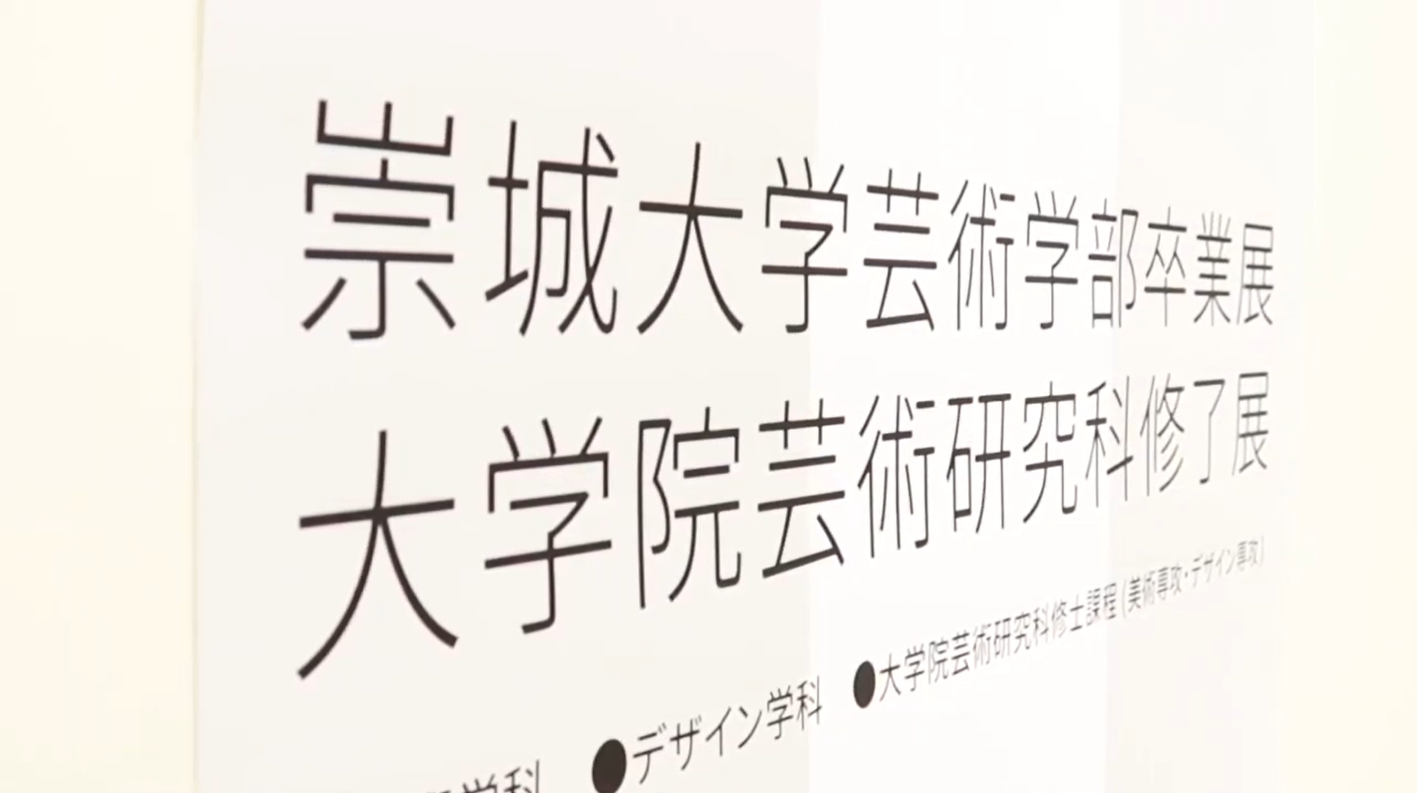 崇城大学芸術学部卒業展
大学院芸術研究科修了展
学科 ●デザイン学科 ●大学院芸術研究科修士課程(美術専攻・デザイン専攻)